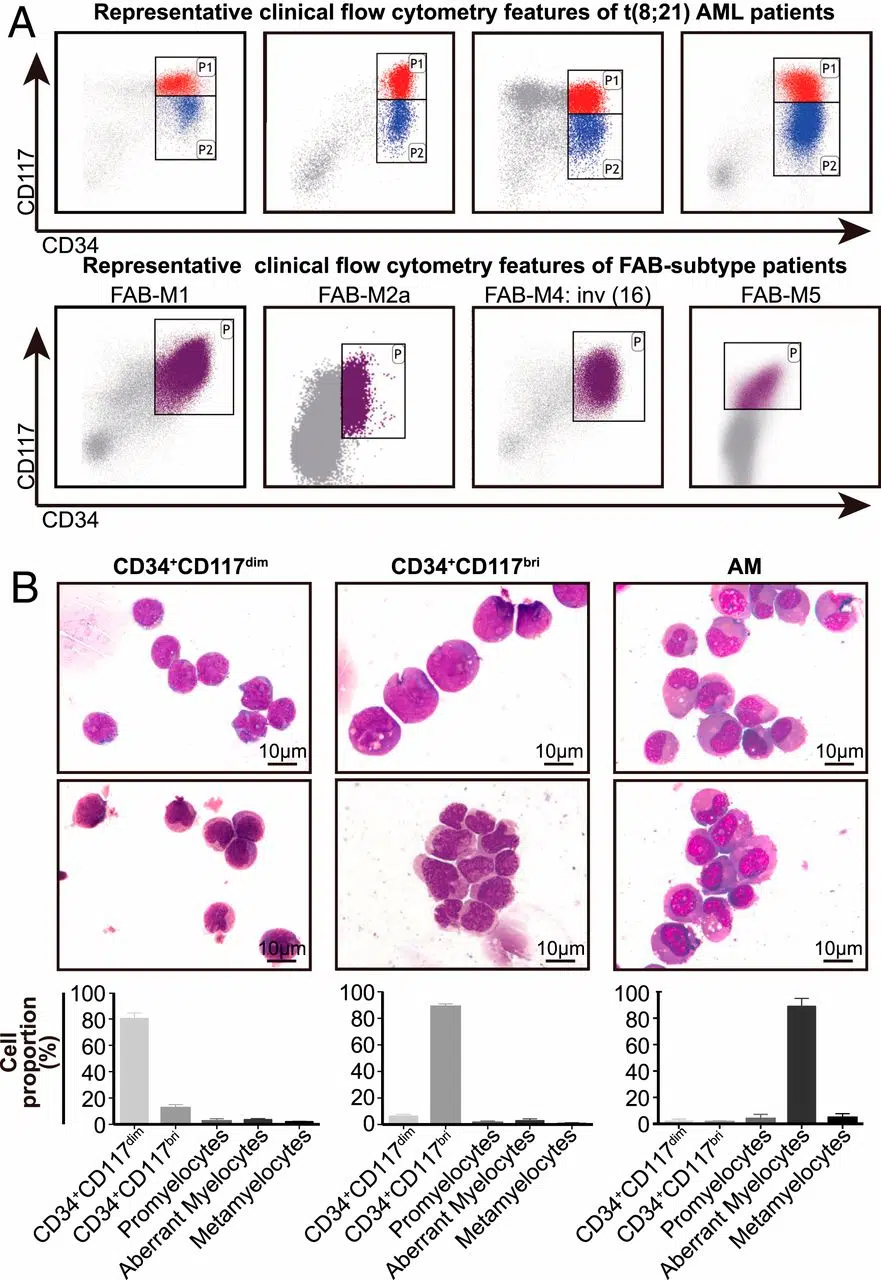 A
Representative clinical flow cytometry features of t(8;21) AML patients
P1
P2
P1
P2
P1
P2
P1
P2
CD117
CD34
Representative clinical flow cytometry features of FAB-subtype patients
FAB-M1
FAB-M2a
FAB-M4: inv (16)
FAB-M5
P
P
P
P
CD117
CD34
B
CD34⁺CD117ᵈⁱᵐ
CD34⁺CD117ᵇʳⁱ
AM
10μm
10μm
10μm
10μm
10μm
10μm
Cell proportion (%)
100
80
60
40
20
0
CD34⁺CD117ᵈⁱᵐ
CD34⁺CD117ᵇʳⁱ
Promyelocytes
Aberrant Myelocytes
Metamyelocytes
100
80
60
40
20
0
CD34⁺CD117ᵈⁱᵐ
CD34⁺CD117ᵇʳⁱ
Promyelocytes
Aberrant Myelocytes
Metamyelocytes
100
80
60
40
20
0
CD34⁺CD117ᵈⁱᵐ
CD34⁺CD117ᵇʳⁱ
Promyelocytes
Aberrant Myelocytes
Metamyelocytes